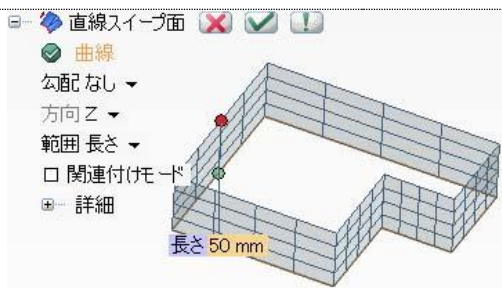 直線スイープ面
曲線
勾配 なし
方向 Z
範囲 長さ
関連付けモード
詳細
長さ 50 mm